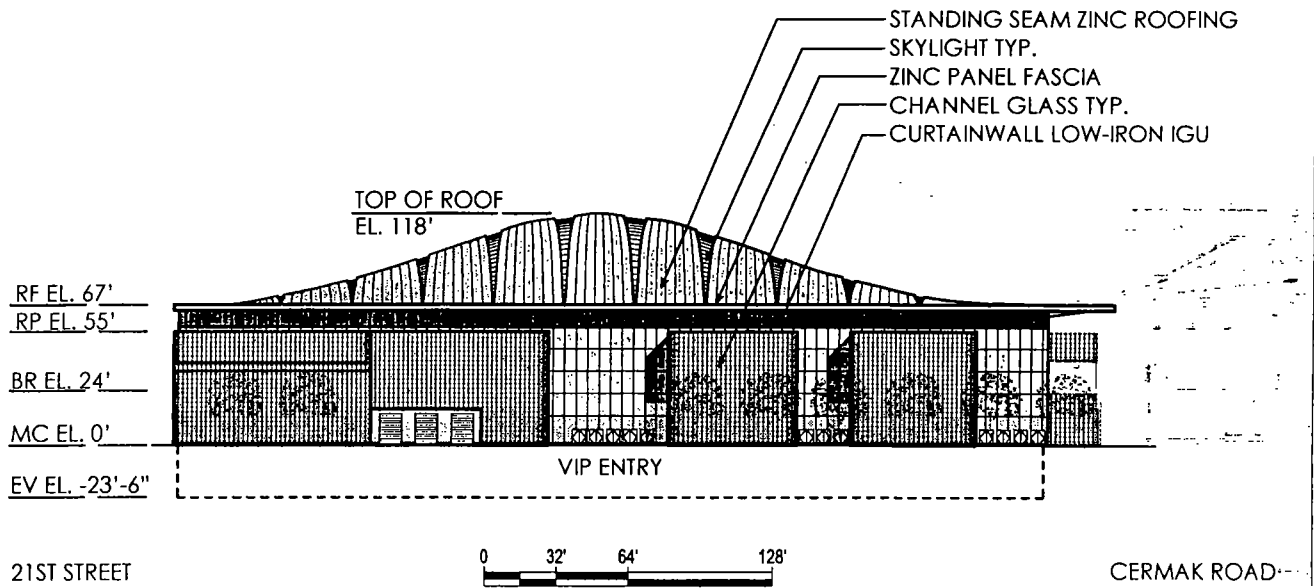 STANDING SEAM ZINC ROOFING
SKYLIGHT TYP.
ZINC PANEL FASCIA
CHANNEL GLASS TYP.
CURTAINWALL LOW-IRON IGU
TOP OF ROOF
EL. 118'
RF EL. 67'
RP EL. 55'
BR EL. 24'
MC EL. 0'
VIP ENTRY
EV EL. -23'-6"
0 32' 64' 128'
21ST STREET
CERMAK ROAD